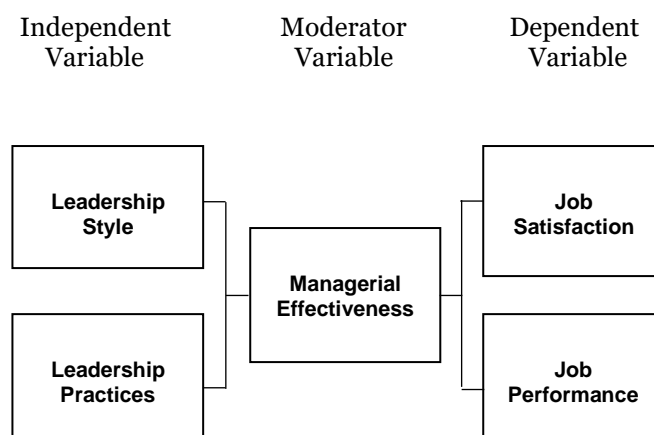 Independent
Variable
Moderator
Variable
Dependent
Variable
Leadership
Style
Leadership
Practices
Managerial
Effectiveness
Job
Satisfaction
Job
Performance